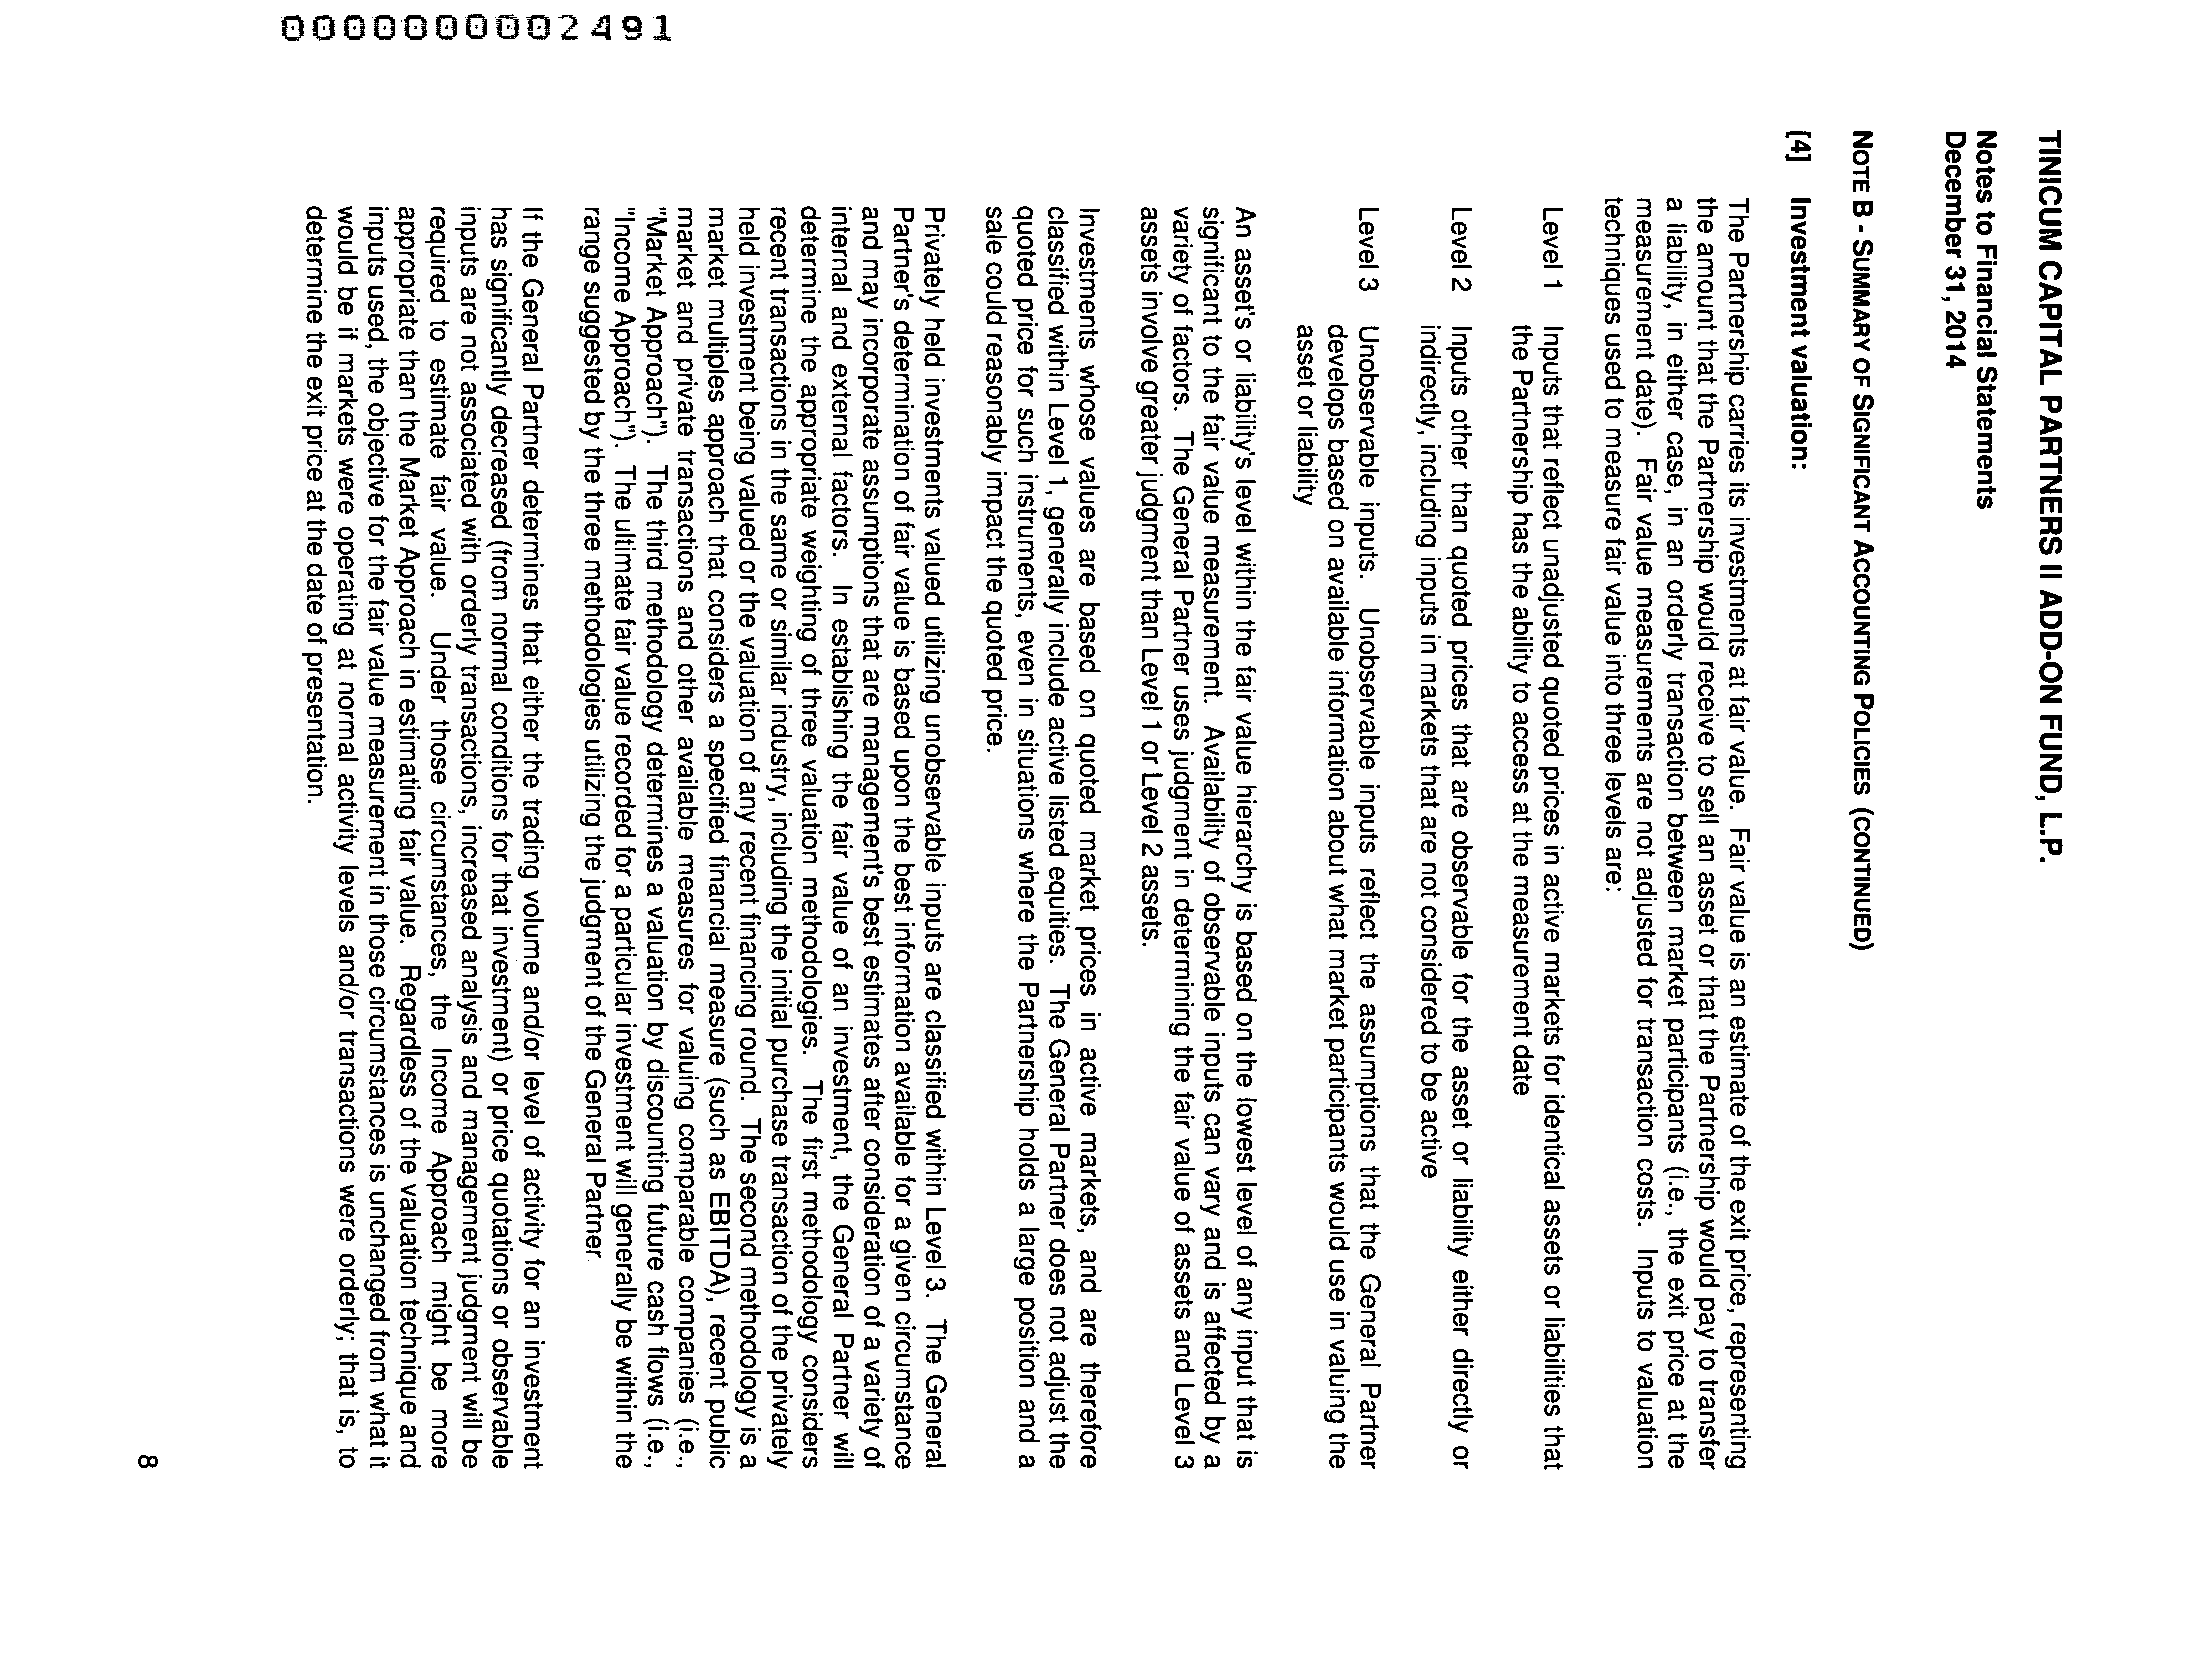 TINICUM CAPITAL PARTNERS II ADD-ON FUND, L.P.
Notes to Financial Statements
December 31, 2014
NOTE B - SUMMARY OF SIGNIFICANT ACCOUNTING POLICIES (CONTINUED)
[4] Investment valuation:
The Partnership carries its investments at fair value. Fair value is an estimate of the exit price, representing
the amount that the Partnership would receive to sell an asset or that the Partnership would pay to transfer
a liability, in either case, in an orderly transaction between market participants (i.e., the exit price at the
measurement date). Fair value measurements are not adjusted for transaction costs. Inputs to valuation
techniques used to measure fair value into three levels are:
Level 1 Inputs that reflect unadjusted quoted prices in active markets for identical assets or liabilities that
the Partnership has the ability to access at the measurement date
Level 2 Inputs other than quoted prices that are observable for the asset or liability either directly or
indirectly, including inputs in markets that are not considered to be active
Level 3 Unobservable inputs. Unobservable inputs reflect the assumptions that the General Partner
develops based on available information about what market participants would use in valuing the
asset or liability
An asset's or liability's level within the fair value hierarchy is based on the lowest level of any input that is
significant to the fair value measurement. Availability of observable inputs can vary and is affected by a
variety of factors. The General Partner uses judgment in determining the fair value of assets and Level 3
assets involve greater judgment than Level 1 or Level 2 assets.
Investments whose values are based on quoted market prices in active markets, and are therefore
classified within Level 1, generally include active listed equities. The General Partner does not adjust the
quoted price for such instruments, even in situations where the Partnership holds a large position and a
sale could reasonably impact the quoted price.
Privately held investments valued utilizing unobservable inputs are classified within Level 3. The General
Partner's determination of fair value is based upon the best information available for a given circumstance
and may incorporate assumptions that are management's best estimates after consideration of a variety of
internal and external factors. In establishing the fair value of an investment, the General Partner will
determine the appropriate weighting of three valuation methodologies. The first methodology considers
recent transactions in the same or similar industry, including the initial purchase transaction of the privately
held investment being valued or the valuation of any recent financing round. The second methodology is a
market multiples approach that considers a specified financial measure (such as EBITDA), recent public
market and private transactions and other available measures for valuing comparable companies (i.e.,
"Market Approach"). The third methodology determines a valuation by discounting future cash flows (i.e.,
"Income Approach"). The ultimate fair value recorded for a particular investment will generally be within the
range suggested by the three methodologies utilizing the judgment of the General Partner.
If the General Partner determines that either the trading volume and/or level of activity for an investment
has significantly decreased (from normal conditions for that investment) or price quotations or observable
inputs are not associated with orderly transactions, increased analysis and management judgment will be
required to estimate fair value. Under those circumstances, the Income Approach might be more
appropriate than the Market Approach in estimating fair value. Regardless of the valuation technique and
inputs used, the objective for the fair value measurement in those circumstances is unchanged from what it
would be if markets were operating at normal activity levels and/or transactions were orderly; that is, to
determine the exit price at the date of presentation.
8
0000000002491